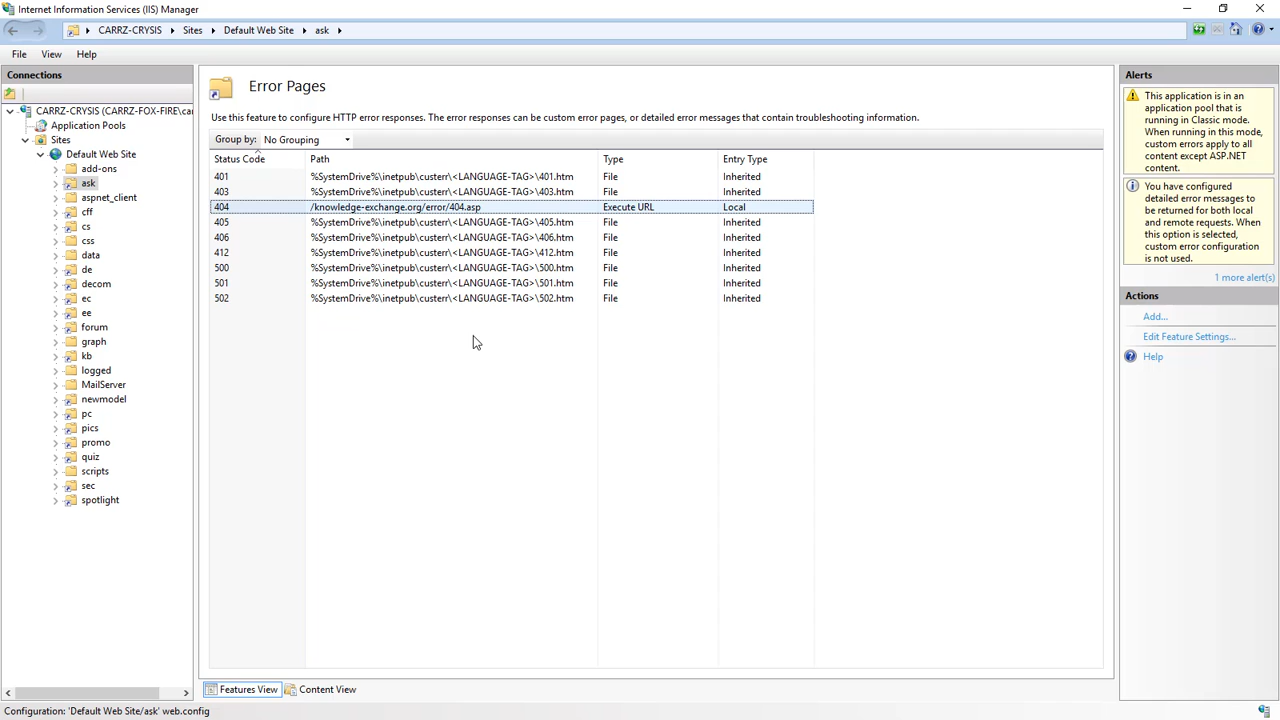 Internet Information Services (IIS) Manager
CARRZ-CRYSIS Sites Default Web Site ask
File View Help
Connections
CARRZ-CRYSIS (CARRZ-FOX-FIRE\car
Application Pools
Sites
Default Web Site
add-ons
ask
aspnet_client
cff
cs
css
data
de
decom
ec
ee
forum
graph
kb
logged
MailServer
newmodel
pc
pics
promo
quiz
scripts
sec
spotlight
Error Pages
Use this feature to configure HTTP error responses. The error responses can be custom error pages, or detailed error messages that contain troubleshooting information.
Group by: No Grouping
Status Code Path Type Entry Type
401 %SystemDrive%\inetpub\custerr\<LANGUAGE-TAG>\401.htm File Inherited
403 %SystemDrive%\inetpub\custerr\<LANGUAGE-TAG>\403.htm File Inherited
404 /knowledge-exchange.org/error/404.asp Execute URL Local
405 %SystemDrive%\inetpub\custerr\<LANGUAGE-TAG>\405.htm File Inherited
406 %SystemDrive%\inetpub\custerr\<LANGUAGE-TAG>\406.htm File Inherited
412 %SystemDrive%\inetpub\custerr\<LANGUAGE-TAG>\412.htm File Inherited
500 %SystemDrive%\inetpub\custerr\<LANGUAGE-TAG>\500.htm File Inherited
501 %SystemDrive%\inetpub\custerr\<LANGUAGE-TAG>\501.htm File Inherited
502 %SystemDrive%\inetpub\custerr\<LANGUAGE-TAG>\502.htm File Inherited
Features View Content View
Alerts
This application is in an
application pool that is
running in Classic mode.
When running in this mode,
custom errors apply to all
content except ASP.NET
content.
You have configured
detailed error messages to
be returned for both local
and remote requests. When
this option is selected,
custom error configuration
is not used.
1 more alert(s)
Actions
Add...
Edit Feature Settings...
Help
Configuration: 'Default Web Site/ask' web.config